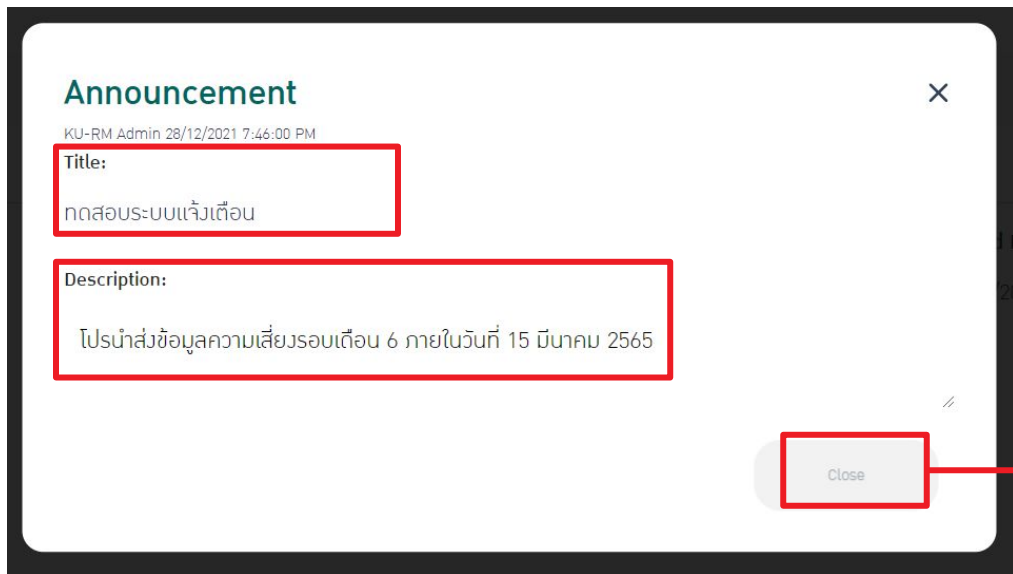 Announcement
KU-RM Admin 28/12/2021 7:46:00 PM
Title:
ทดสอบระบบแจ้งเตือน
Description:
โปรนำส่งข้อมูลความเสี่ยงรอบเดือน 6 ภายในวันที่ 15 มีนาคม 2565
Close